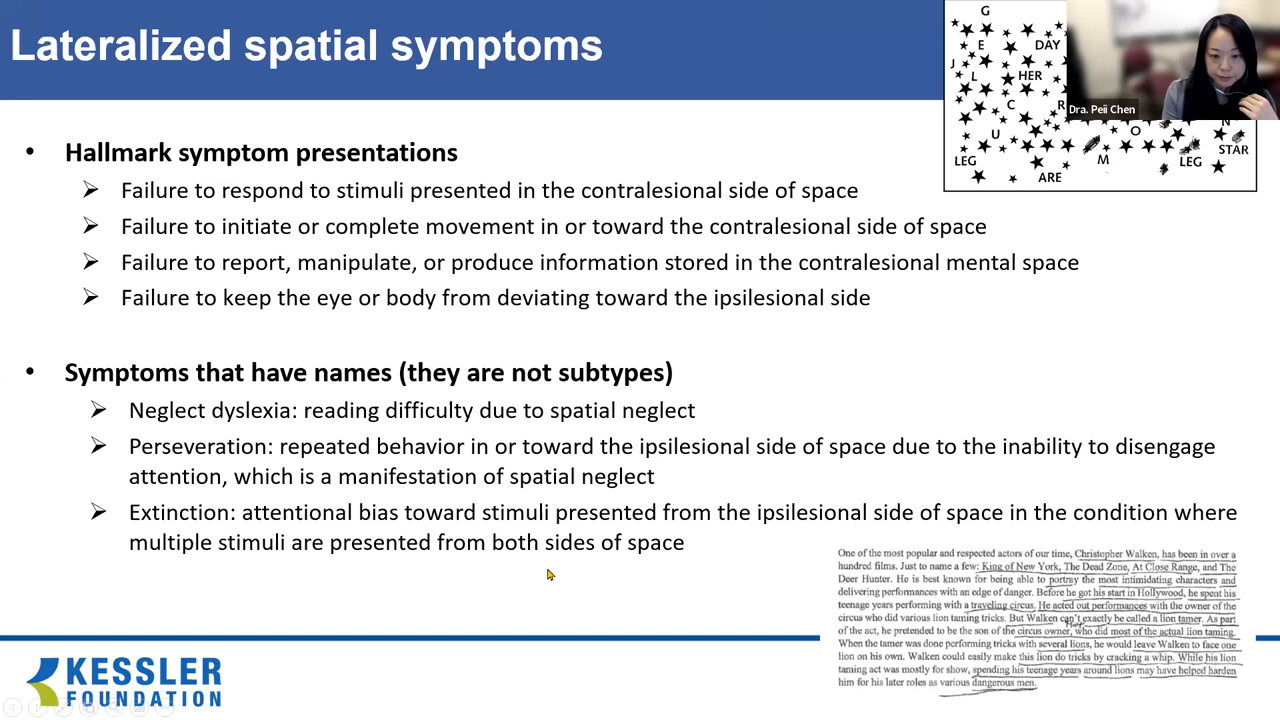 Lateralized spatial symptoms
G
E
DAY
J
L
HER
C
R
Dra. Peii Chen
U
O
N
LEG
M
LEG
STAR
ARE
• Hallmark symptom presentations
➢ Failure to respond to stimuli presented in the contralesional side of space
➢ Failure to initiate or complete movement in or toward the contralesional side of space
➢ Failure to report, manipulate, or produce information stored in the contralesional mental space
➢ Failure to keep the eye or body from deviating toward the ipsilesional side
• Symptoms that have names (they are not subtypes)
➢ Neglect dyslexia: reading difficulty due to spatial neglect
➢ Perseveration: repeated behavior in or toward the ipsilesional side of space due to the inability to disengage
attention, which is a manifestation of spatial neglect
➢ Extinction: attentional bias toward stimuli presented from the ipsilesional side of space in the condition where
multiple stimuli are presented from both sides of space
One of the most popular and respected actors of our time, Christopher Walken, has been in over a
hundred films. Just to name a few: King of New York, The Dead Zone, At Close Range, and The
Deer Hunter. He is best known for being able to portray the most intimidating characters and
delivering performances with an edge of danger. Before he got his start in Hollywood, he spent his
teenage years performing with a traveling circus. He acted out performances with the owner of the
circus who did various lion taming tricks. But Walken can't exactly be called a lion tamer. As part
of the act, he pretended to be the son of the circus owner, who did most of the actual lion taming.
When the tamer was done performing tricks with several lions, he would leave Walken to face one
lion on his own. Walken could easily make this lion do tricks by cracking a whip. While his lion
taming act was mostly for show, spending his teenage years around lions may have helped harden
him for his later roles as various dangerous men.
KESSLER
FOUNDATION